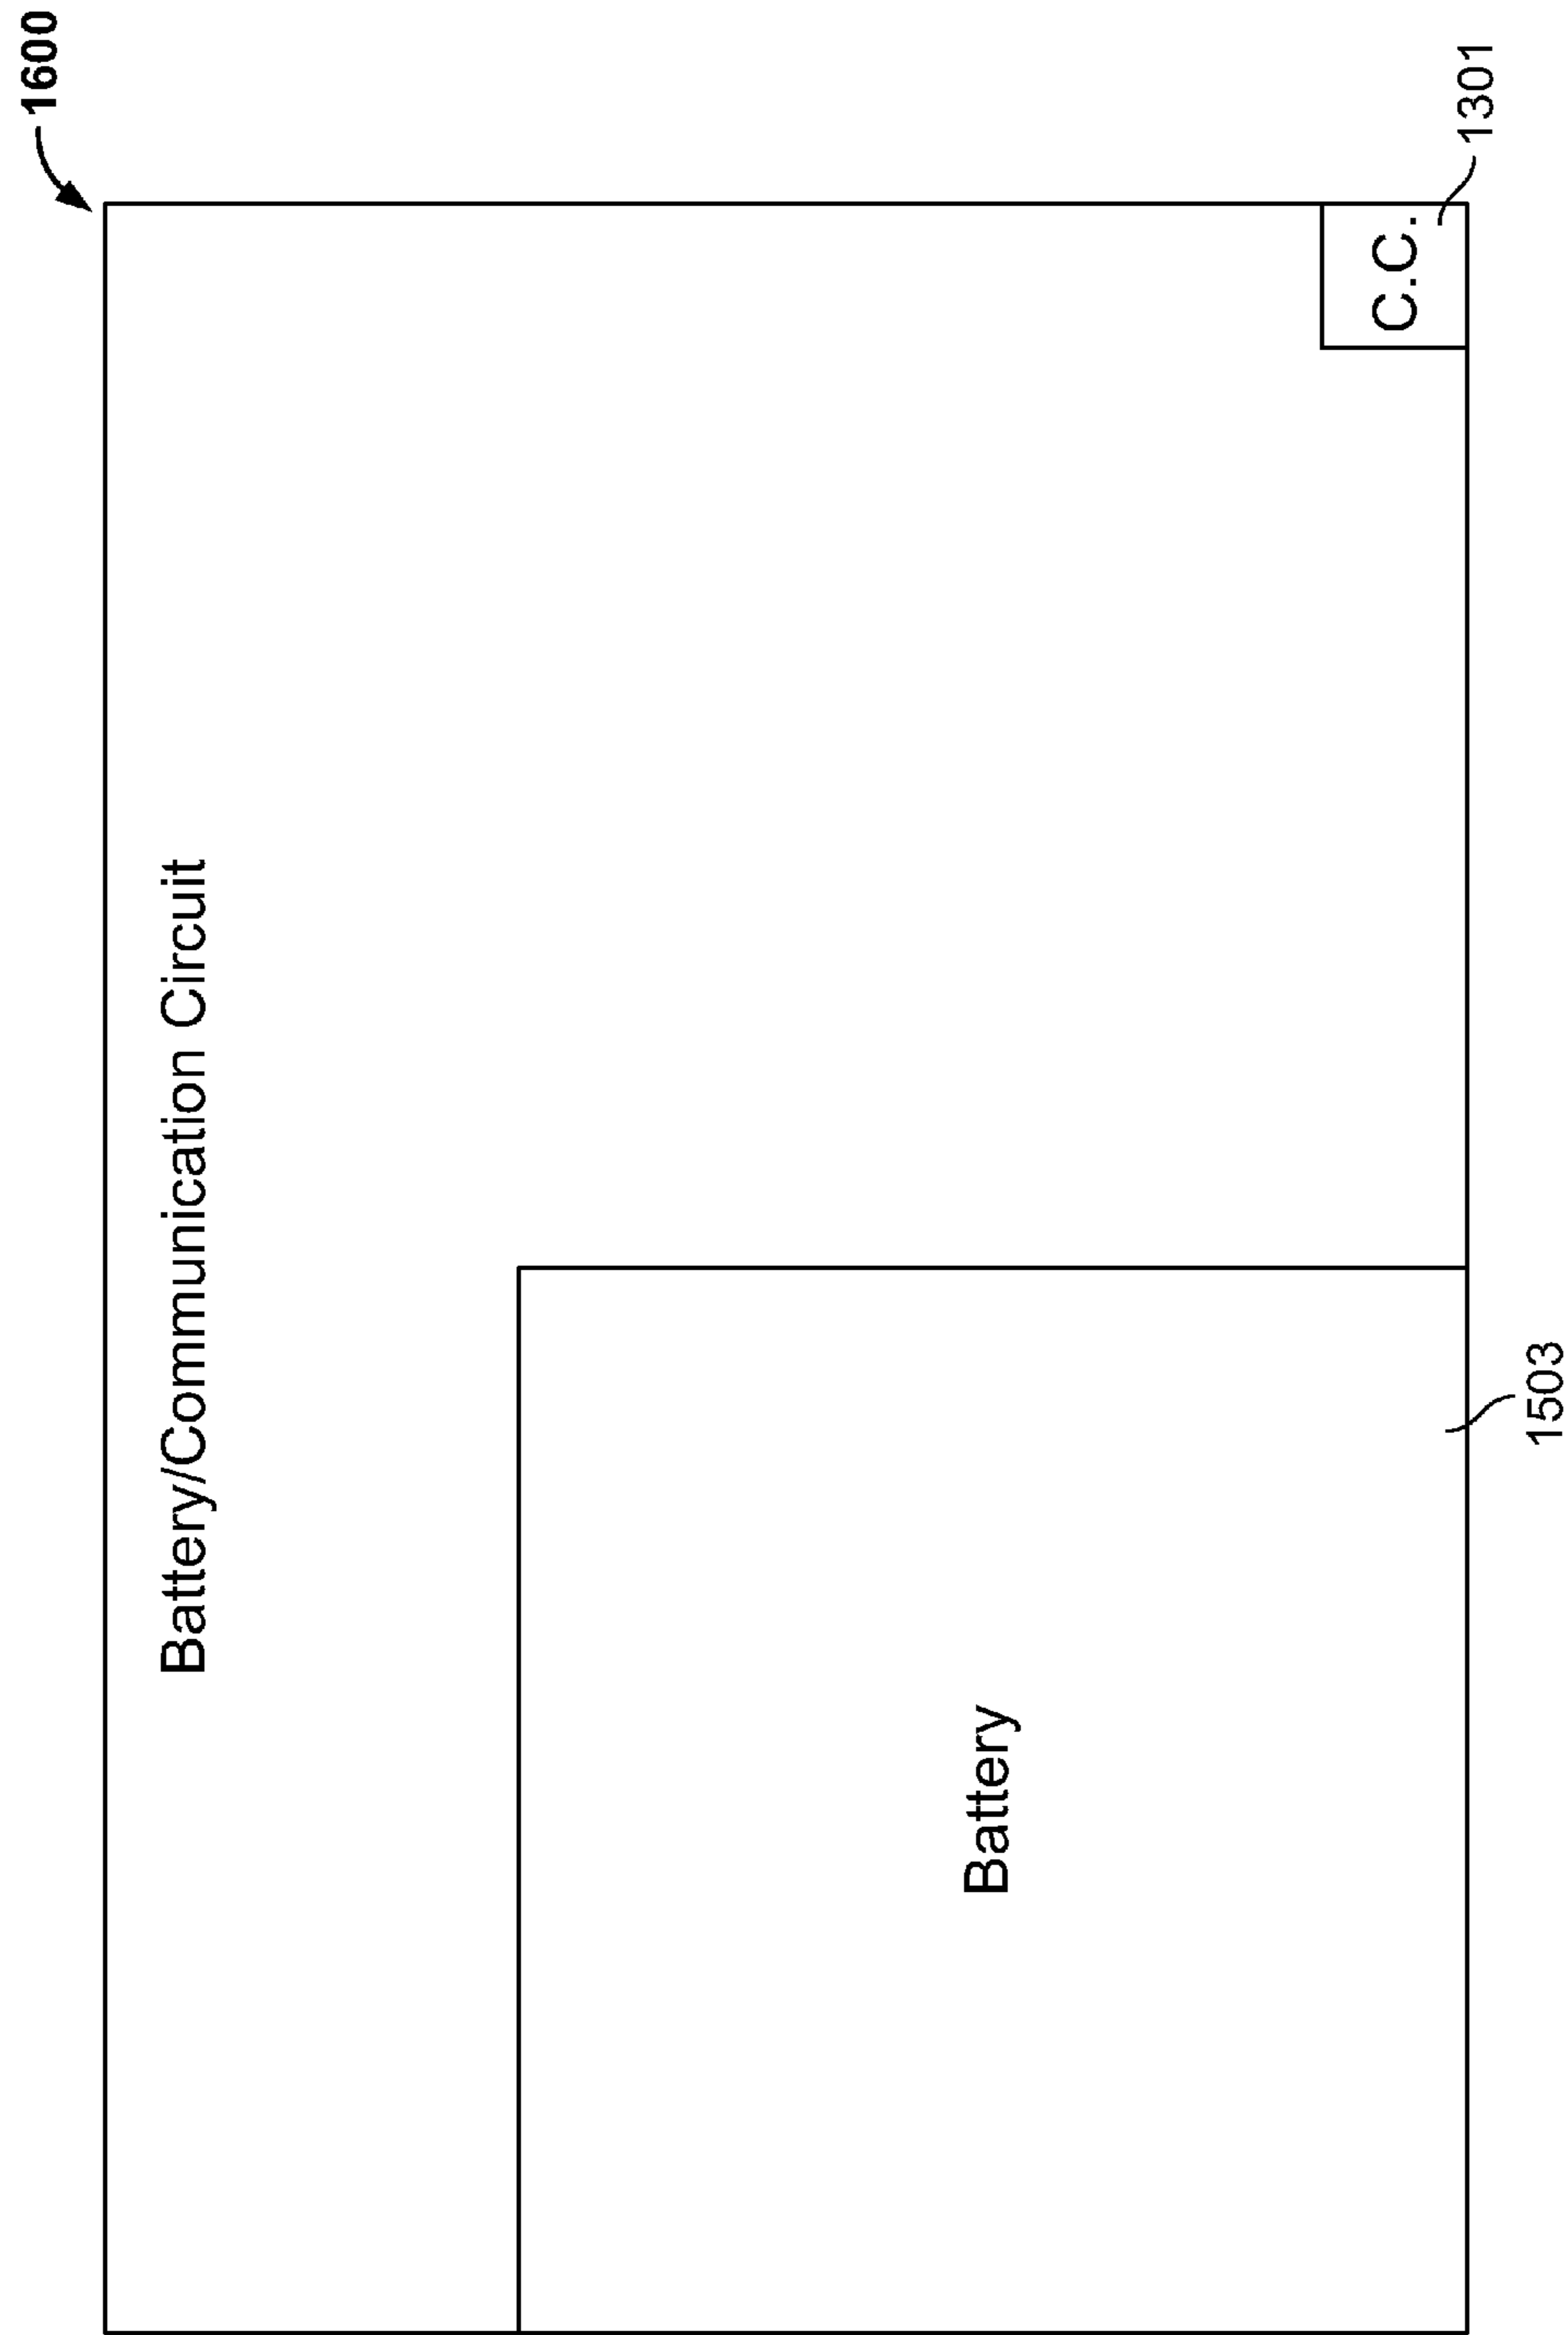 1600
Battery/Communication Circuit
Battery
C.C.
1503
1301